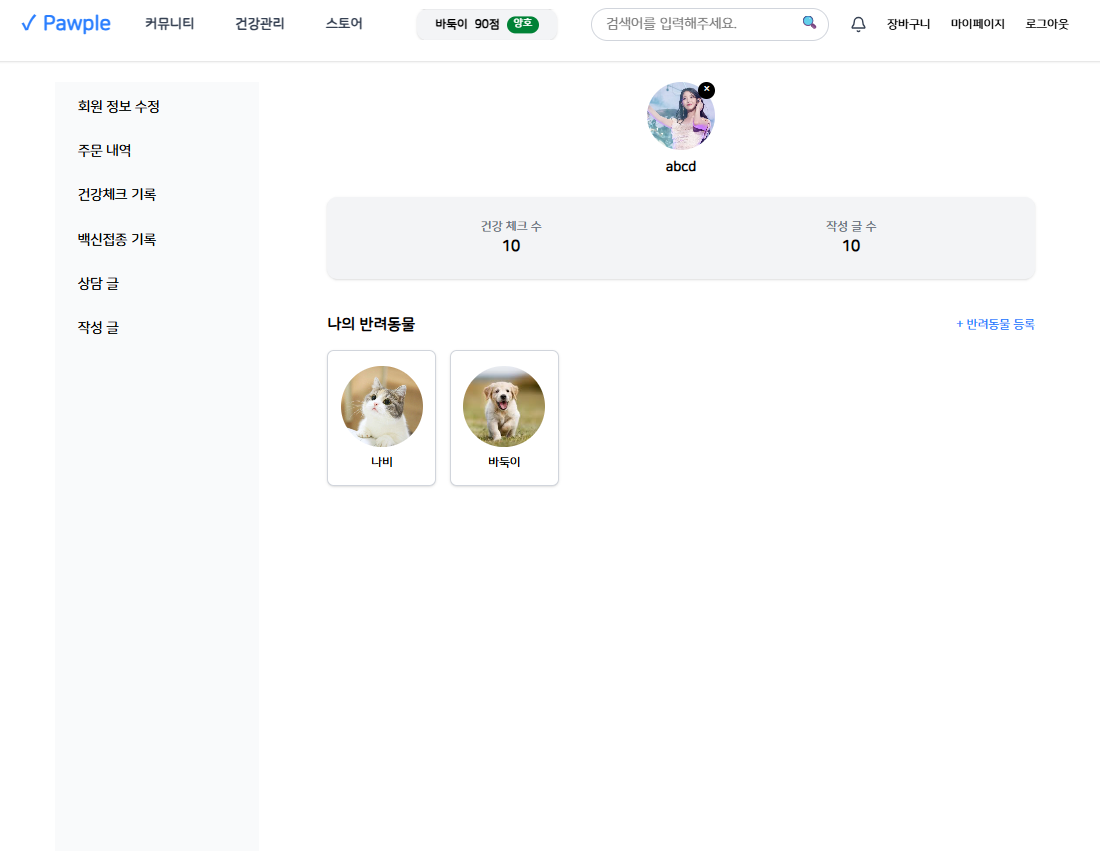 ✓ Pawple 커뮤니티 건강관리 스토어 바둑이 90점 양호 검색어를 입력해주세요. 장바구니 마이페이지 로그아웃
회원 정보 수정
주문 내역
건강체크 기록
백신접종 기록
상담 글
작성 글
×
abcd
건강 체크 수 작성 글 수
10 10
나의 반려동물 + 반려동물 등록
나비 바둑이